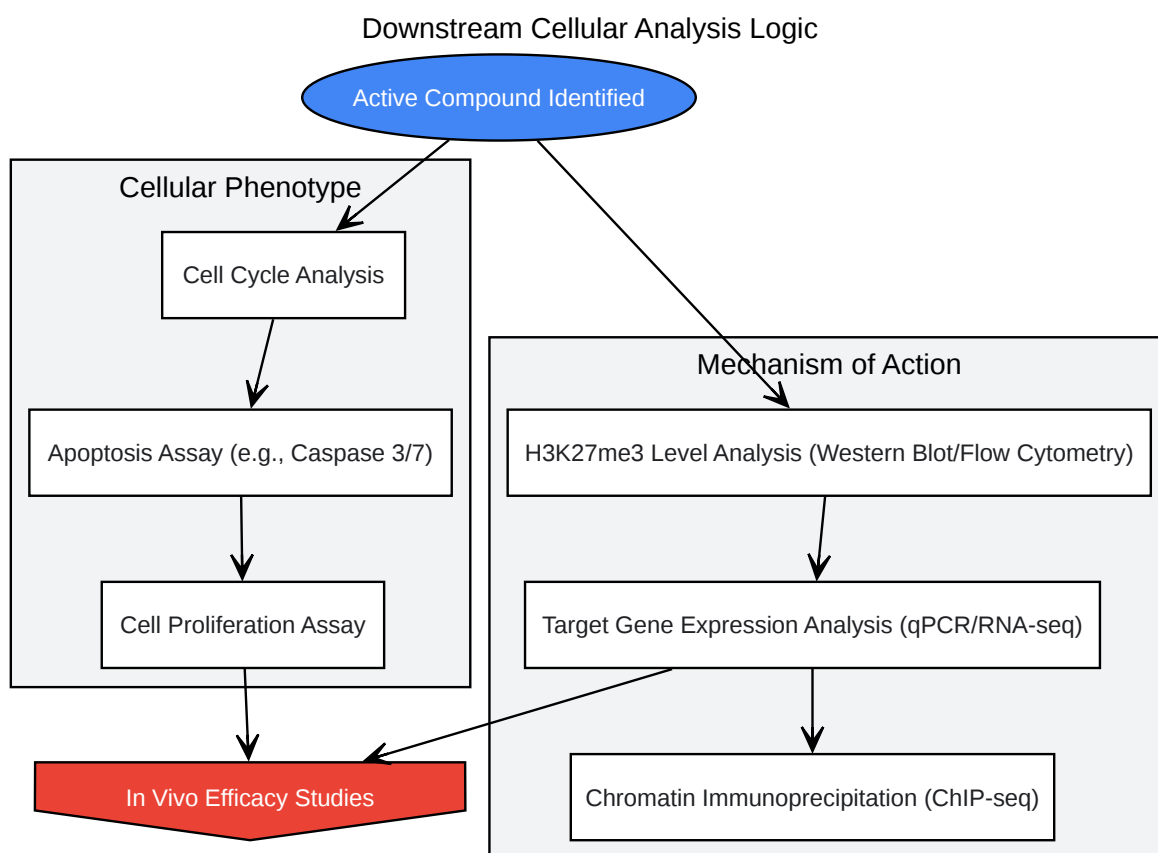 Downstream Cellular Analysis Logic
Active Compound Identified
Cellular Phenotype
Cell Cycle Analysis
Apoptosis Assay (e.g., Caspase 3/7)
Cell Proliferation Assay
Mechanism of Action
H3K27me3 Level Analysis (Western Blot/Flow Cytometry)
Target Gene Expression Analysis (qPCR/RNA-seq)
Chromatin Immunoprecipitation (ChIP-seq)
In Vivo Efficacy Studies